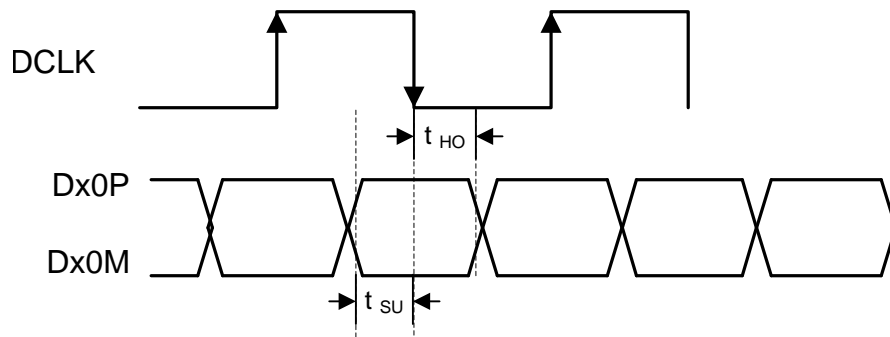 DCLK
t HO
Dx0P
Dx0M
t SU